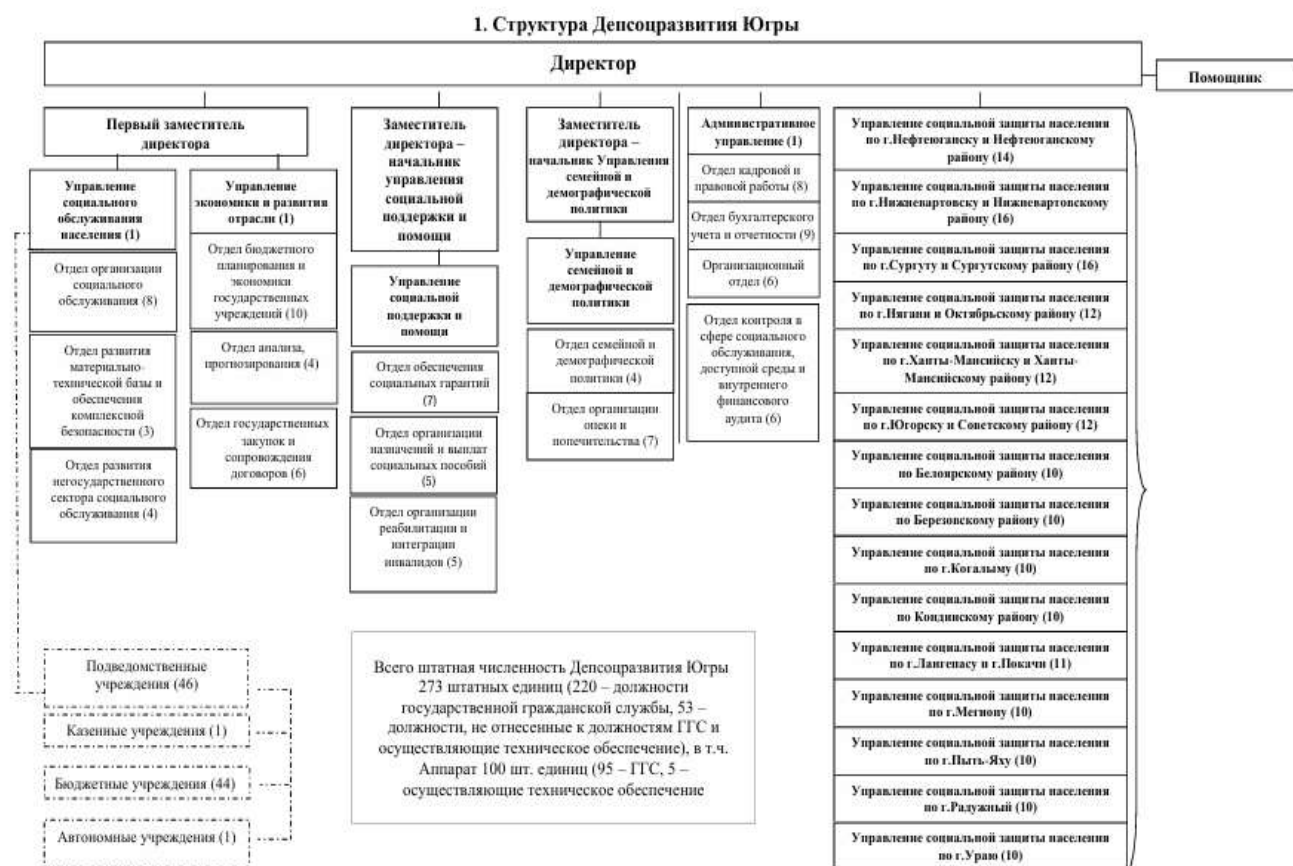 1. Структура Депсоцразвития Югры
Директор
Помощник
Первый заместитель
директора
Управление
социального
обслуживания
населения (1)
Отдел организации
социального
обслуживания (8)
Отдел развития
материально-
технической базы и
обеспечения
комплексной
безопасности (3)
Отдел развития
негосударственного
сектора социального
обслуживания (4)
Управление
экономики и развития
отрасли (1)
Отдел бюджетного
планирования и
экономики
государственных
учреждений (10)
Отдел анализа,
прогнозирования (4)
Отдел государственных
закупок и
сопровождения
договоров (6)
Заместитель
директора –
начальник
управления
социальной
поддержки и
помощи
Управление
социальной
поддержки и
помощи
Отдел обеспечения
социальных гарантий
(7)
Отдел организации
назначений и выплат
социальных пособий
(5)
Отдел организации
реабилитации и
интеграции
инвалидов (5)
Заместитель
директора –
начальник Управления
семейной и
демографической
политики
Управление
семейной и
демографической
политики
Отдел семейной и
демографической
политики (4)
Отдел организации
опеки и
попечительства (7)
Административное
управление (1)
Отдел кадровой и
правовой работы (8)
Отдел бухгалтерского
учета и отчетности (9)
Организационный
отдел (6)
Отдел контроля в
сфере социального
обслуживания,
доступной среды и
внутреннего
финансового
аудита (6)
Управление социальной защиты населения
по г.Нефтеюганску и Нефтеюганскому
району (14)
Управление социальной защиты населения
по г.Нижневартовску и Нижневартовскому
району (16)
Управление социальной защиты населения
по г.Сургуту и Сургутскому району (16)
Управление социальной защиты населения
по г.Нягани и Октябрьскому району (12)
Управление социальной защиты населения
по г.Ханты-Мансийску и Ханты-
Мансийскому району (12)
Управление социальной защиты населения
по г.Югорску и Советскому району (12)
Управление социальной защиты населения
по Белоярскому району (10)
Управление социальной защиты населения
по Березовскому району (10)
Управление социальной защиты населения
по г.Когалыму (10)
Управление социальной защиты населения
по Кондинскому району (10)
Управление социальной защиты населения
по г.Лангепасу и г.Покачи (11)
Управление социальной защиты населения
по г.Мегиону (10)
Управление социальной защиты населения
по г.Пыть-Яху (10)
Управление социальной защиты населения
по г.Радужный (10)
Управление социальной защиты населения
по г.Ураю (10)
Подведомственные
учреждения (46)
Казенные учреждения (1)
Бюджетные учреждения (44)
Автономные учреждения (1)
Всего штатная численность Депсоцразвития Югры
273 штатных единиц (220 – должности
государственной гражданской службы, 53 –
должности, не отнесенные к должностям ГГС и
осуществляющие техническое обеспечение), в т.ч.
Аппарат 100 шт. единиц (95 – ГГС, 5 –
осуществляющие техническое обеспечение